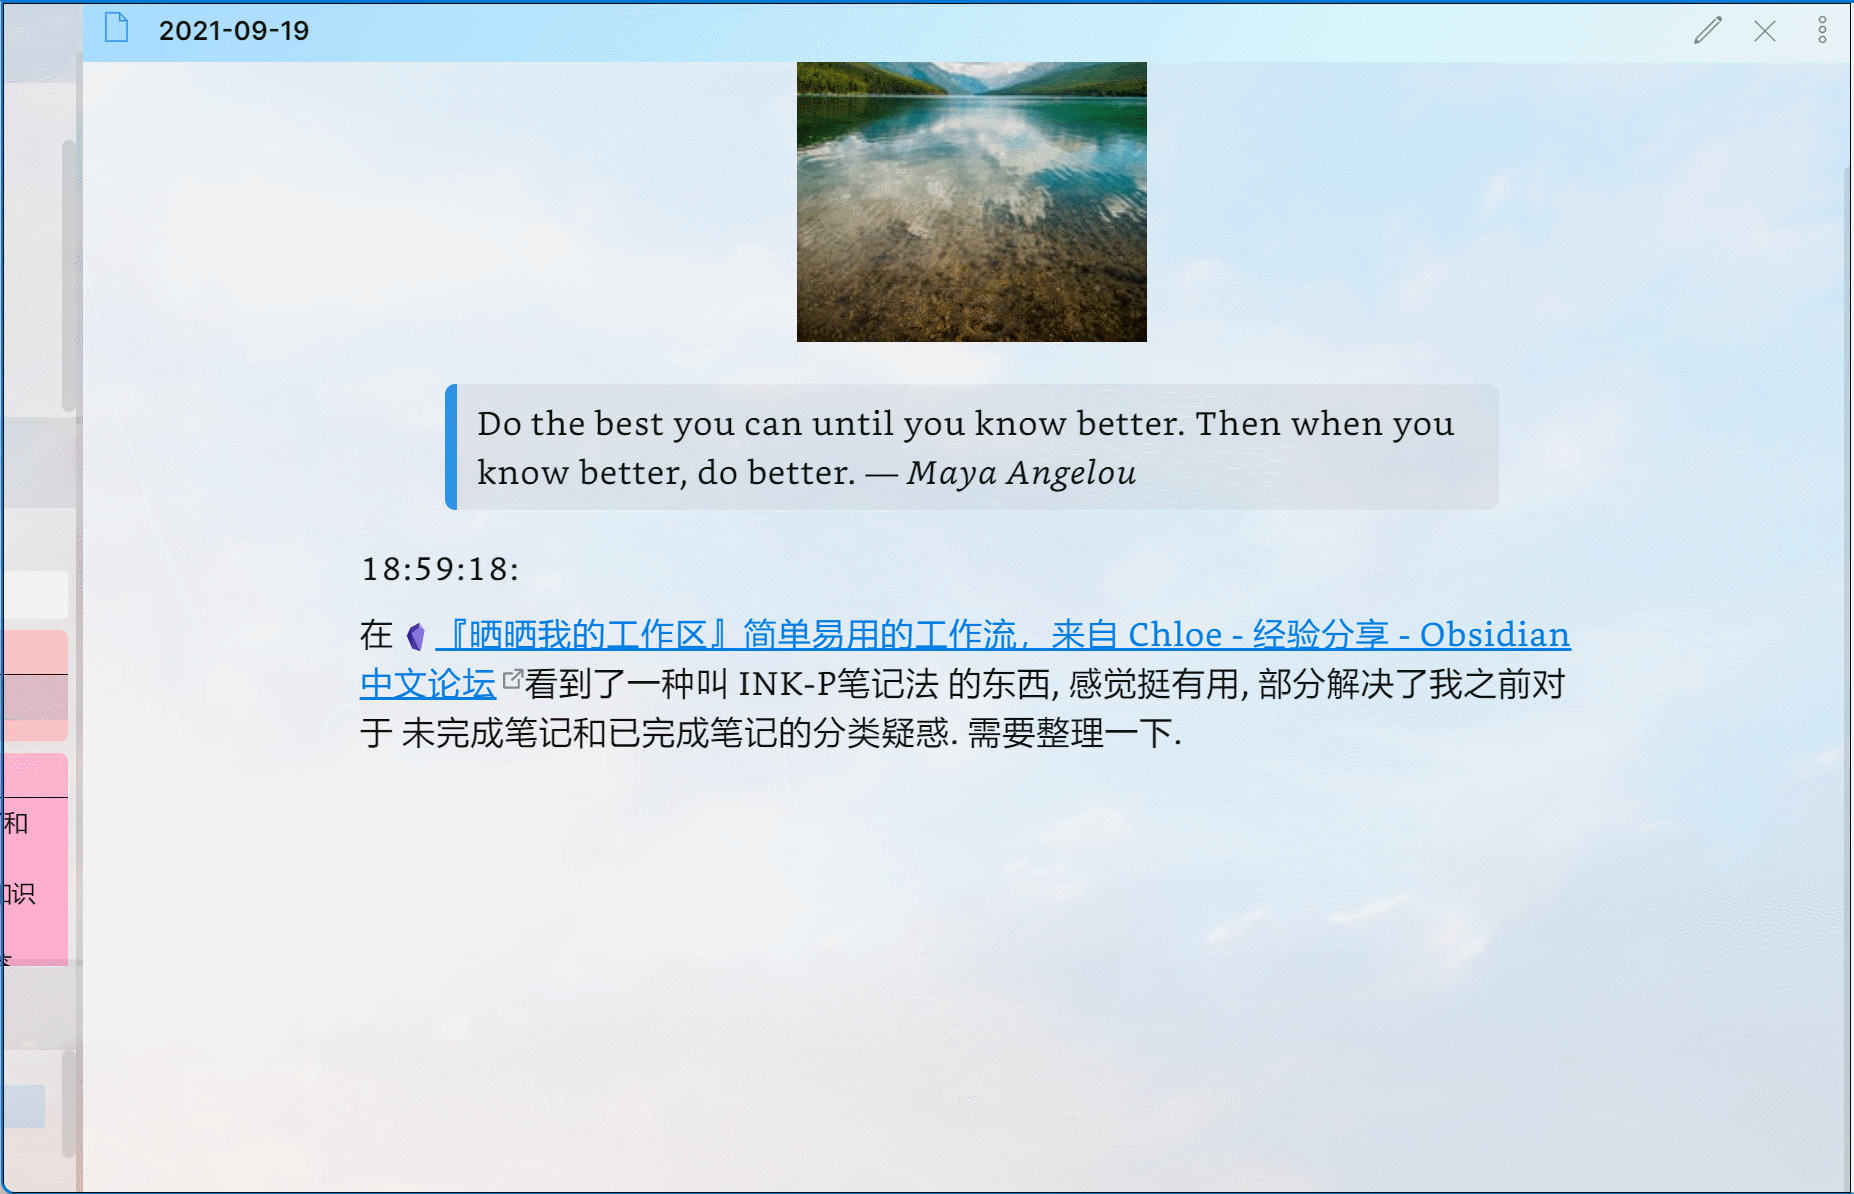 2021-09-19
Do the best you can until you know better. Then when you
know better, do better. — Maya Angelou
18:59:18:
在 『晒晒我的工作区』简单易用的工作流，来自 Chloe - 经验分享 - Obsidian
中文论坛 看到了一种叫 INK-P笔记法 的东西, 感觉挺有用, 部分解决了我之前对
于 未完成笔记和已完成笔记的分类疑惑. 需要整理一下.
和
识